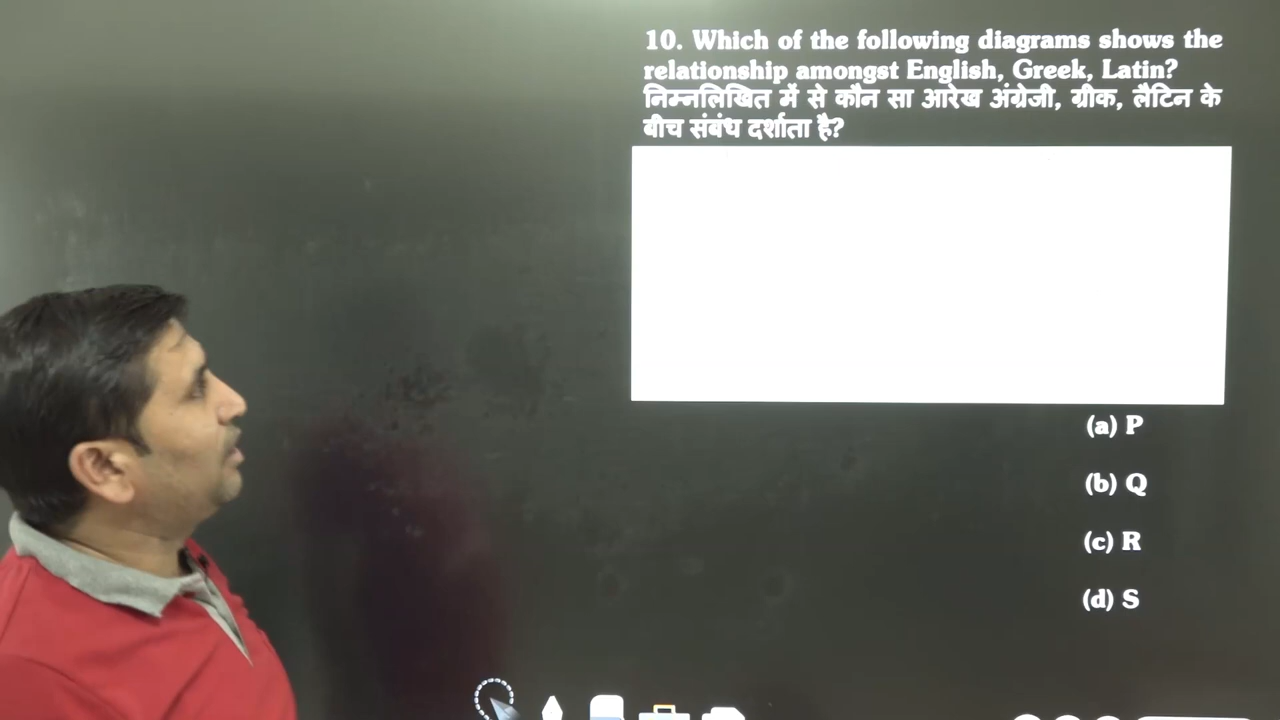 10. Which of the following diagrams shows the
relationship amongst English, Greek, Latin?
निम्नलिखित में से कौन सा आरेख अंग्रेजी, ग्रीक, लैटिन के
बीच संबंध दर्शाता है?
(a) P
(b) Q
(c) R
(d) S